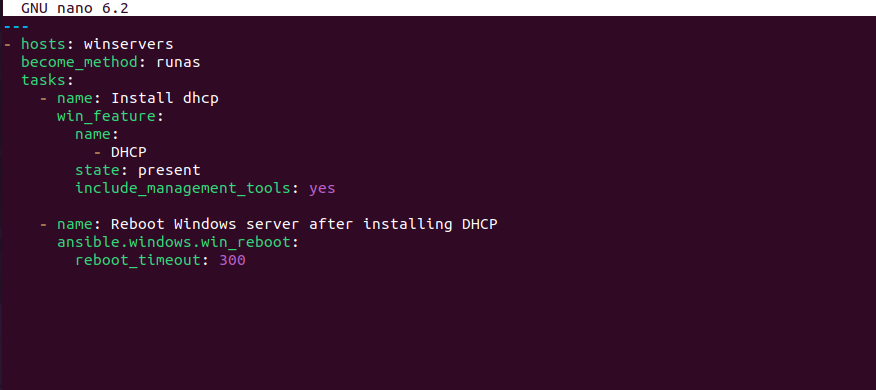 GNU nano 6.2
---
- hosts: winservers
  become_method: runas
  tasks:
    - name: Install dhcp
      win_feature:
        name:
          - DHCP
        state: present
        include_management_tools: yes
    - name: Reboot Windows server after installing DHCP
      ansible.windows.win_reboot:
        reboot_timeout: 300